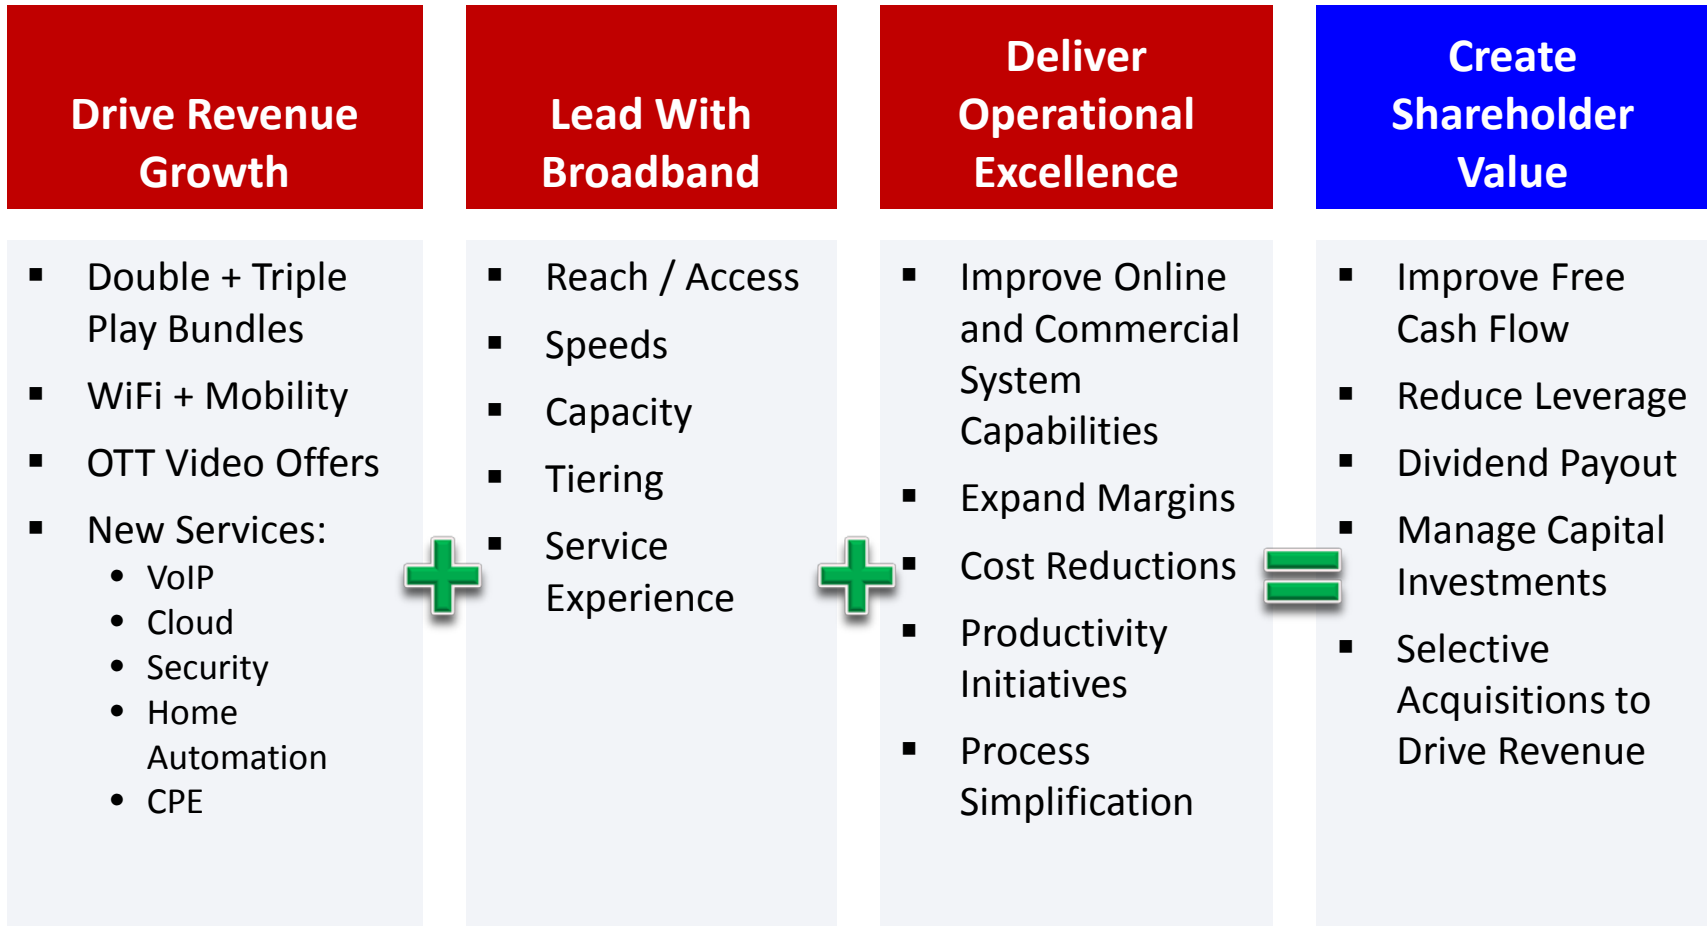 Drive Revenue
Growth
Double + Triple
Play Bundles
WiFi + Mobility
OTT Video Offers
New Services:
VoIP
Cloud
Security
Home
Automation
CPE
Lead With
Broadband
Reach / Access
Speeds
Capacity
Tiering
Service
Experience
Deliver
Operational
Excellence
Improve Online
and Commercial
System
Capabilities
Expand Margins
Cost Reductions
Productivity
Initiatives
Process
Simplification
Create
Shareholder
Value
Improve Free
Cash Flow
Reduce Leverage
Dividend Payout
Manage Capital
Investments
Selective
Acquisitions to
Drive Revenue